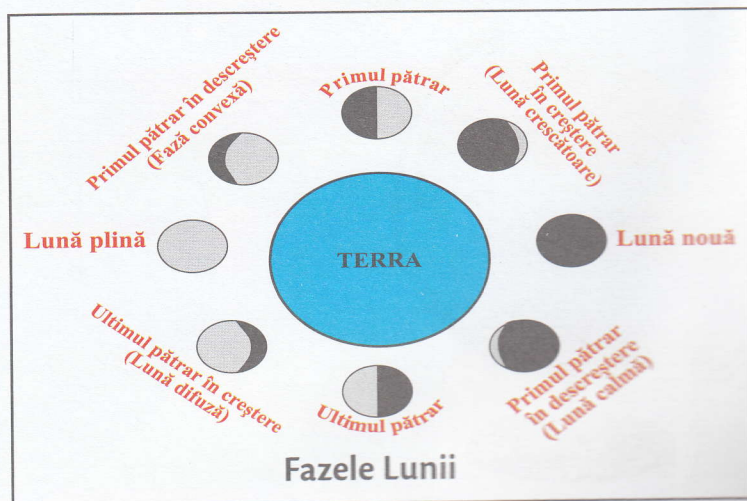 Primul pătrar în descreștere
(Fază convexă)
Primul pătrar
Primul pătrar
în creștere
(Lună crescătoare)
Lună plină
TERRA
Lună nouă
Ultimul pătrar în creștere
(Lună difuză)
Ultimul pătrar
Primul pătrar
în descreștere
(Lună calmă)
Fazele Lunii